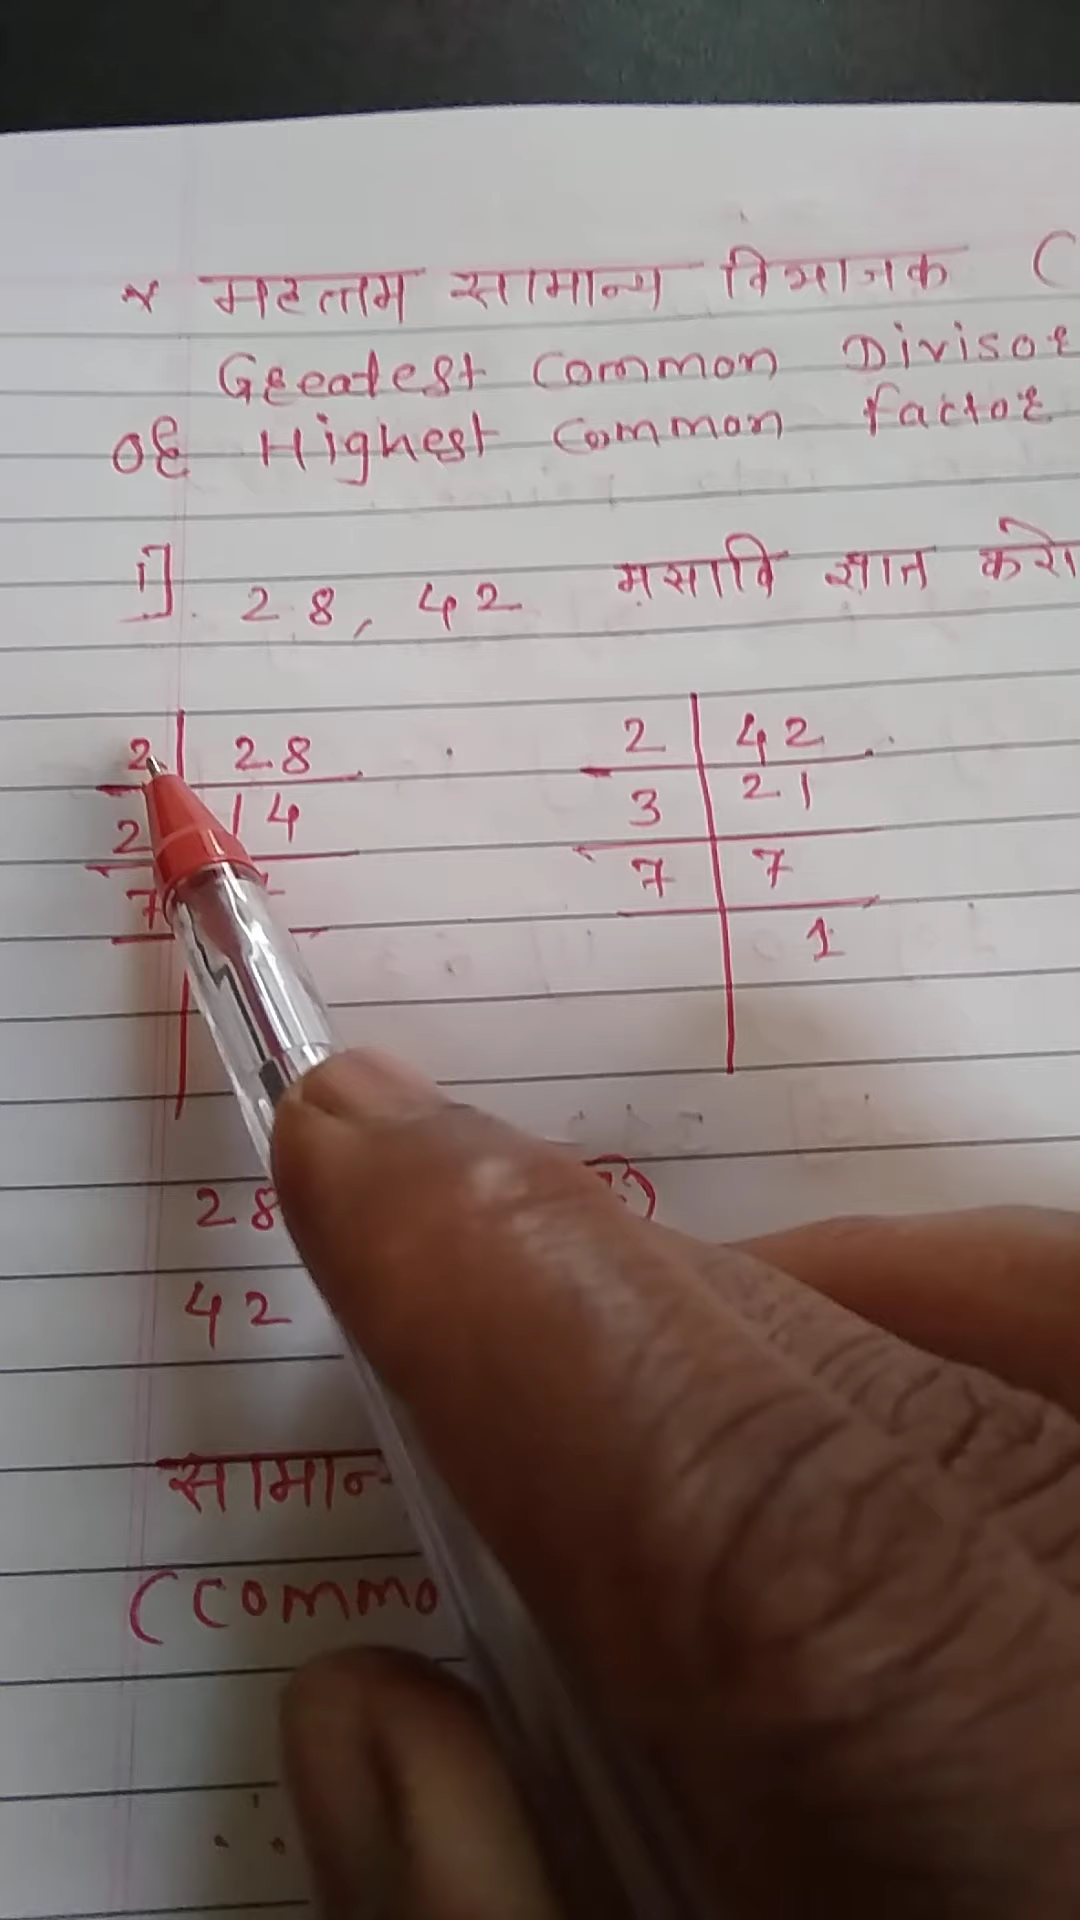 * महत्तम सामान्य विभाजक (
Greatest Common Divisor
Or Highest Common factor
i]. 28, 42 मसावि ज्ञात करो
2 | 28 2 | 42
2 14 3 | 21
7 7 | 7
1
28
42
सामान्
(Commo